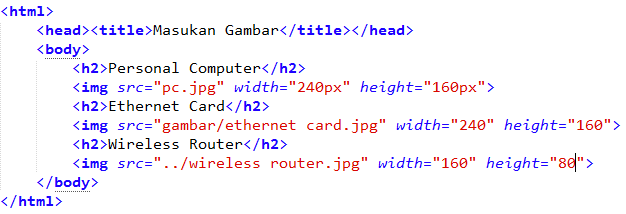 <html>
<head><title>Masukan Gambar</title></head>
<body>
<h2>Personal Computer</h2>
<img src="pc.jpg" width="240px" height="160px">
<h2>Ethernet Card</h2>
<img src="gambar/ethernet card.jpg" width="240" height="160">
<h2>Wireless Router</h2>
<img src="../wireless router.jpg" width="160" height="80">
</body>
</html>